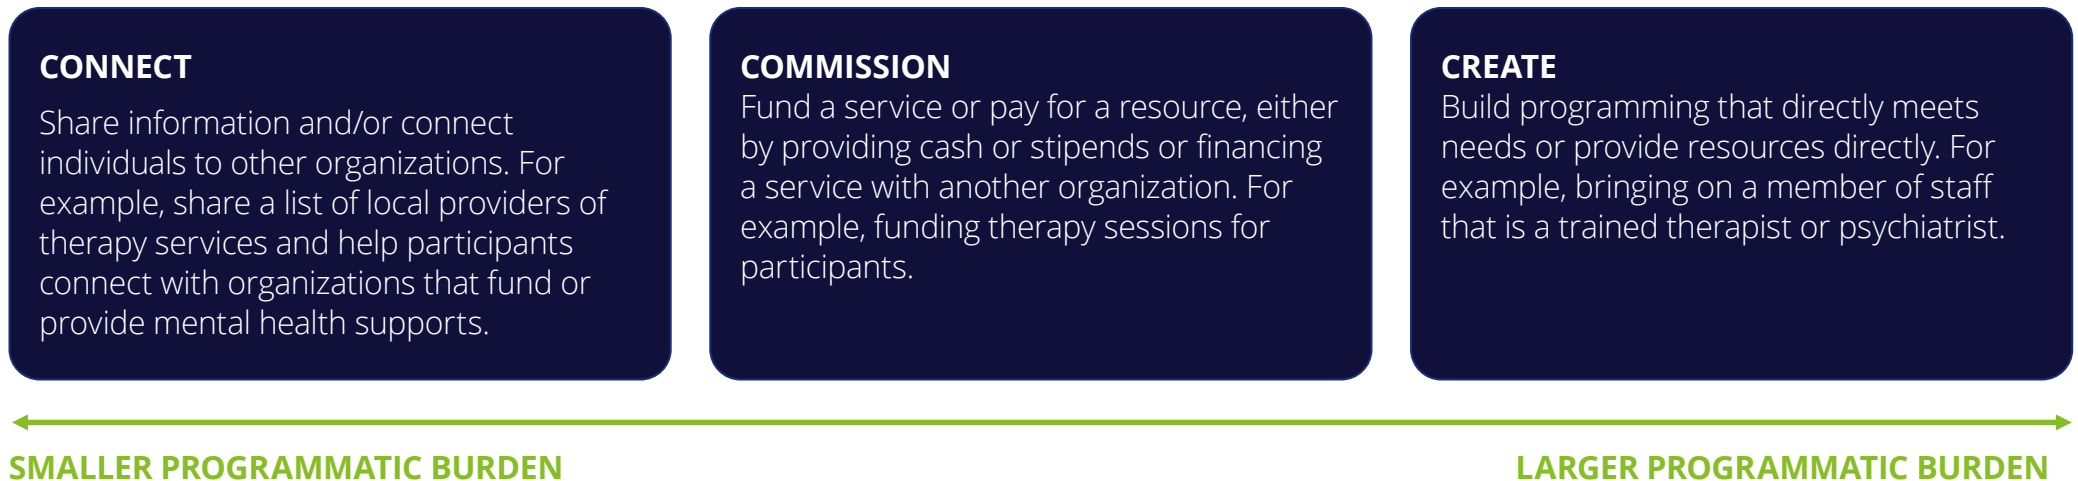 CONNECT
Share information and/or connect
individuals to other organizations. For
example, share a list of local providers of
therapy services and help participants
connect with organizations that fund or
provide mental health supports.
COMMISSION
Fund a service or pay for a resource, either
by providing cash or stipends or financing
a service with another organization. For
example, funding therapy sessions for
participants.
CREATE
Build programming that directly meets
needs or provide resources directly. For
example, bringing on a member of staff
that is a trained therapist or psychiatrist.
SMALLER PROGRAMMATIC BURDEN
LARGER PROGRAMMATIC BURDEN